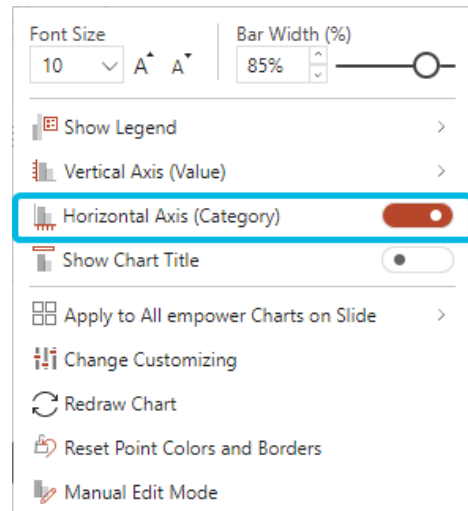 Font Size
Bar Width (%)
10
A
A
85%
Show Legend
Vertical Axis (Value)
Horizontal Axis (Category)
Show Chart Title
Apply to All empower Charts on Slide
Change Customizing
Redraw Chart
Reset Point Colors and Borders
Manual Edit Mode